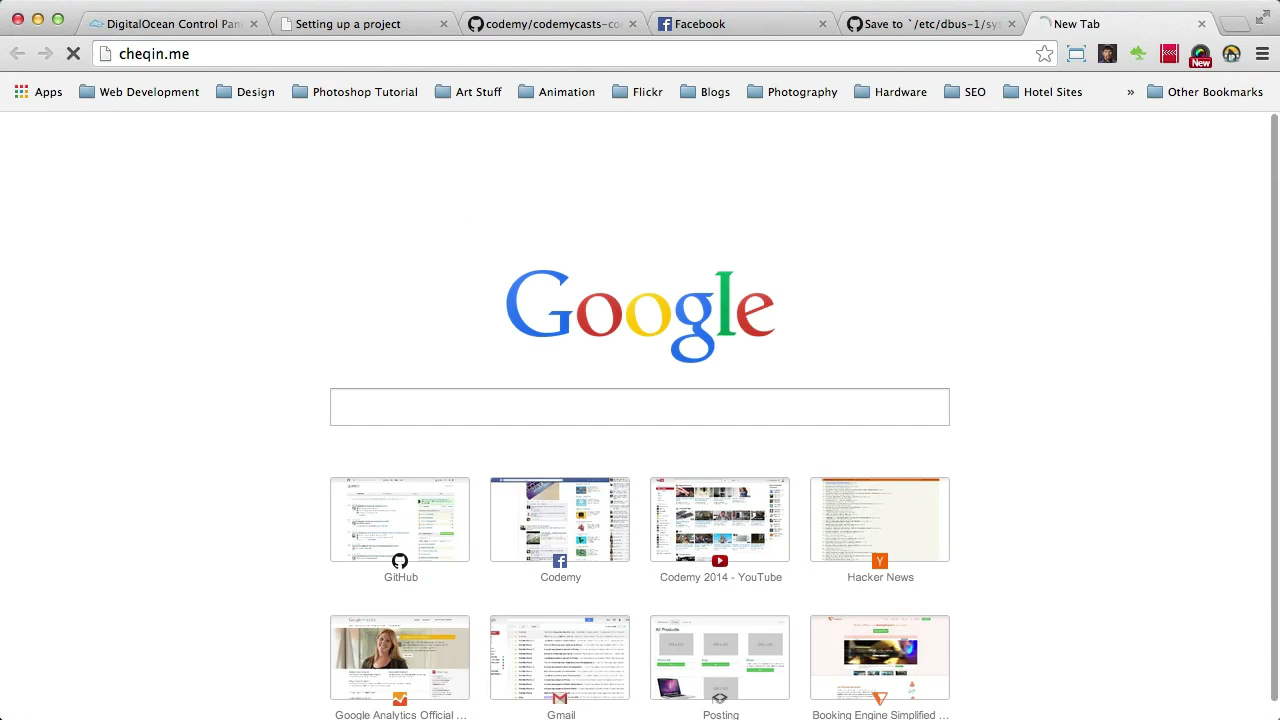 DigitalOcean Control Pan
Setting up a project
codemy/codemycasts-co
Facebook
Save to `/etc/dbus-1/sys
New Tab
cheqin.me
New
Apps
Web Development
Design
Photoshop Tutorial
Art Stuff
Animation
Flickr
Blogs
Photography
Hardware
SEO
Hotel Sites
»
Other Bookmarks
Google
GitHub
Codemy
Codemy 2014 - YouTube
Hacker News
Google Analytics Official ...
Gmail
Posting
Booking Engine Simplified ...